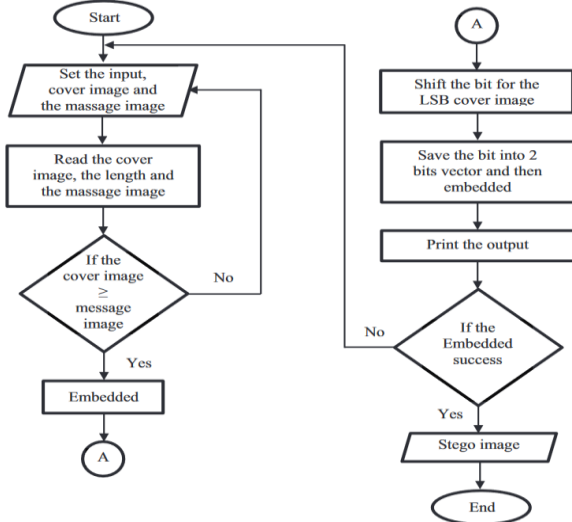 Start
Set the input,
cover image and
the massage image
Read the cover
image, the length and
the massage image
If the
cover image
≥
message
image
No
Yes
Embedded
A
A
Shift the bit for the
LSB cover image
Save the bit into 2
bits vector and then
embedded
Print the output
If the
Embedded
success
No
Yes
Stego image
End